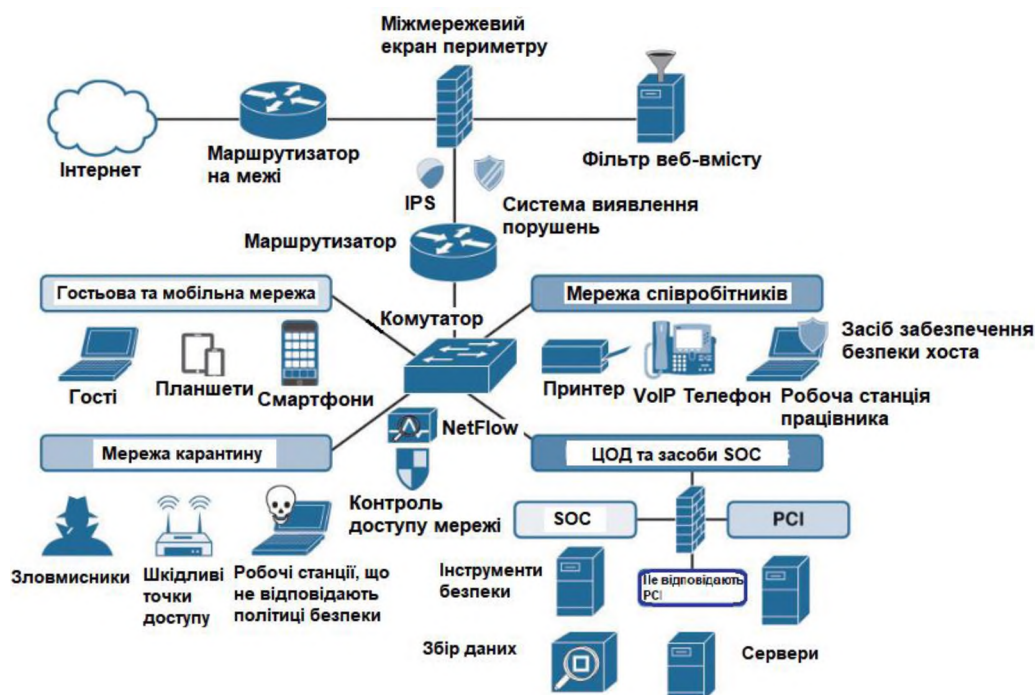 Міжмережевий
екран периметру
Інтернет
Маршрутизатор
на межі
Фільтр веб-вмісту
IPS
Система виявлення
порушень
Маршрутизатор
Гостьова та мобільна мережа
Комутатор
Мережа співробітників
Гості
Планшети
Смартфони
Принтер
VoIP Телефон
Засіб забезпечення
безпеки хоста
Робоча станція
працівника
NetFlow
Мережа карантину
ЦОД та засоби SOC
Контроль
доступу мережі
SOC
PCI
Зловмисники
Шкідливі
точки
доступу
Робочі станції, що
не відповідають
політиці безпеки
Інструменти
безпеки
Не відповідають
PCI
Збір даних
Сервери